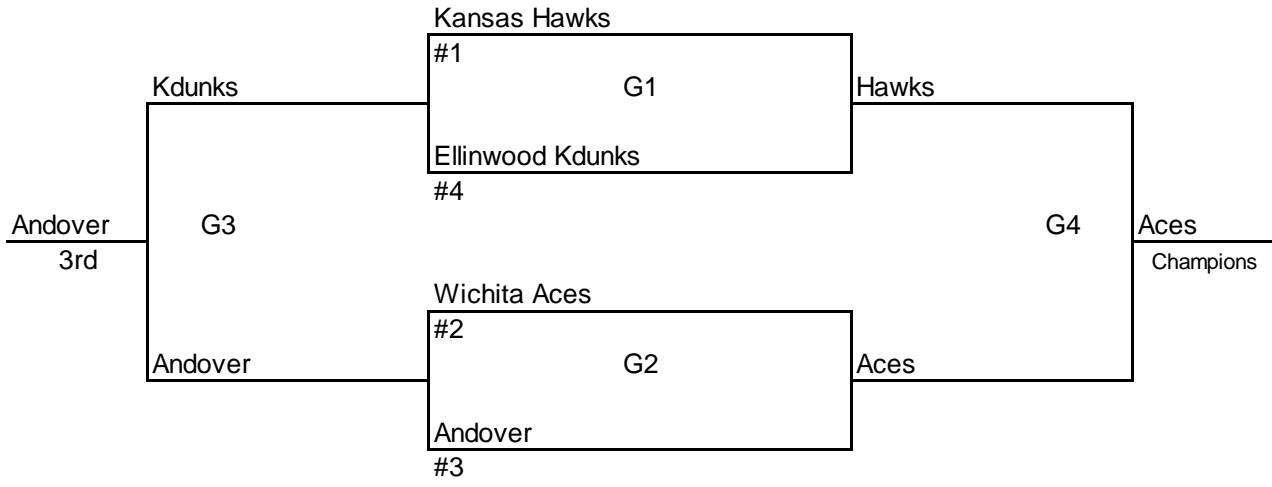 Kansas Hawks
#1
Kdunks
G1
Hawks
Ellinwood Kdunks
#4
Andover
G3
G4
Aces
3rd
Champions
Wichita Aces
#2
Andover
G2
Aces
Andover
#3